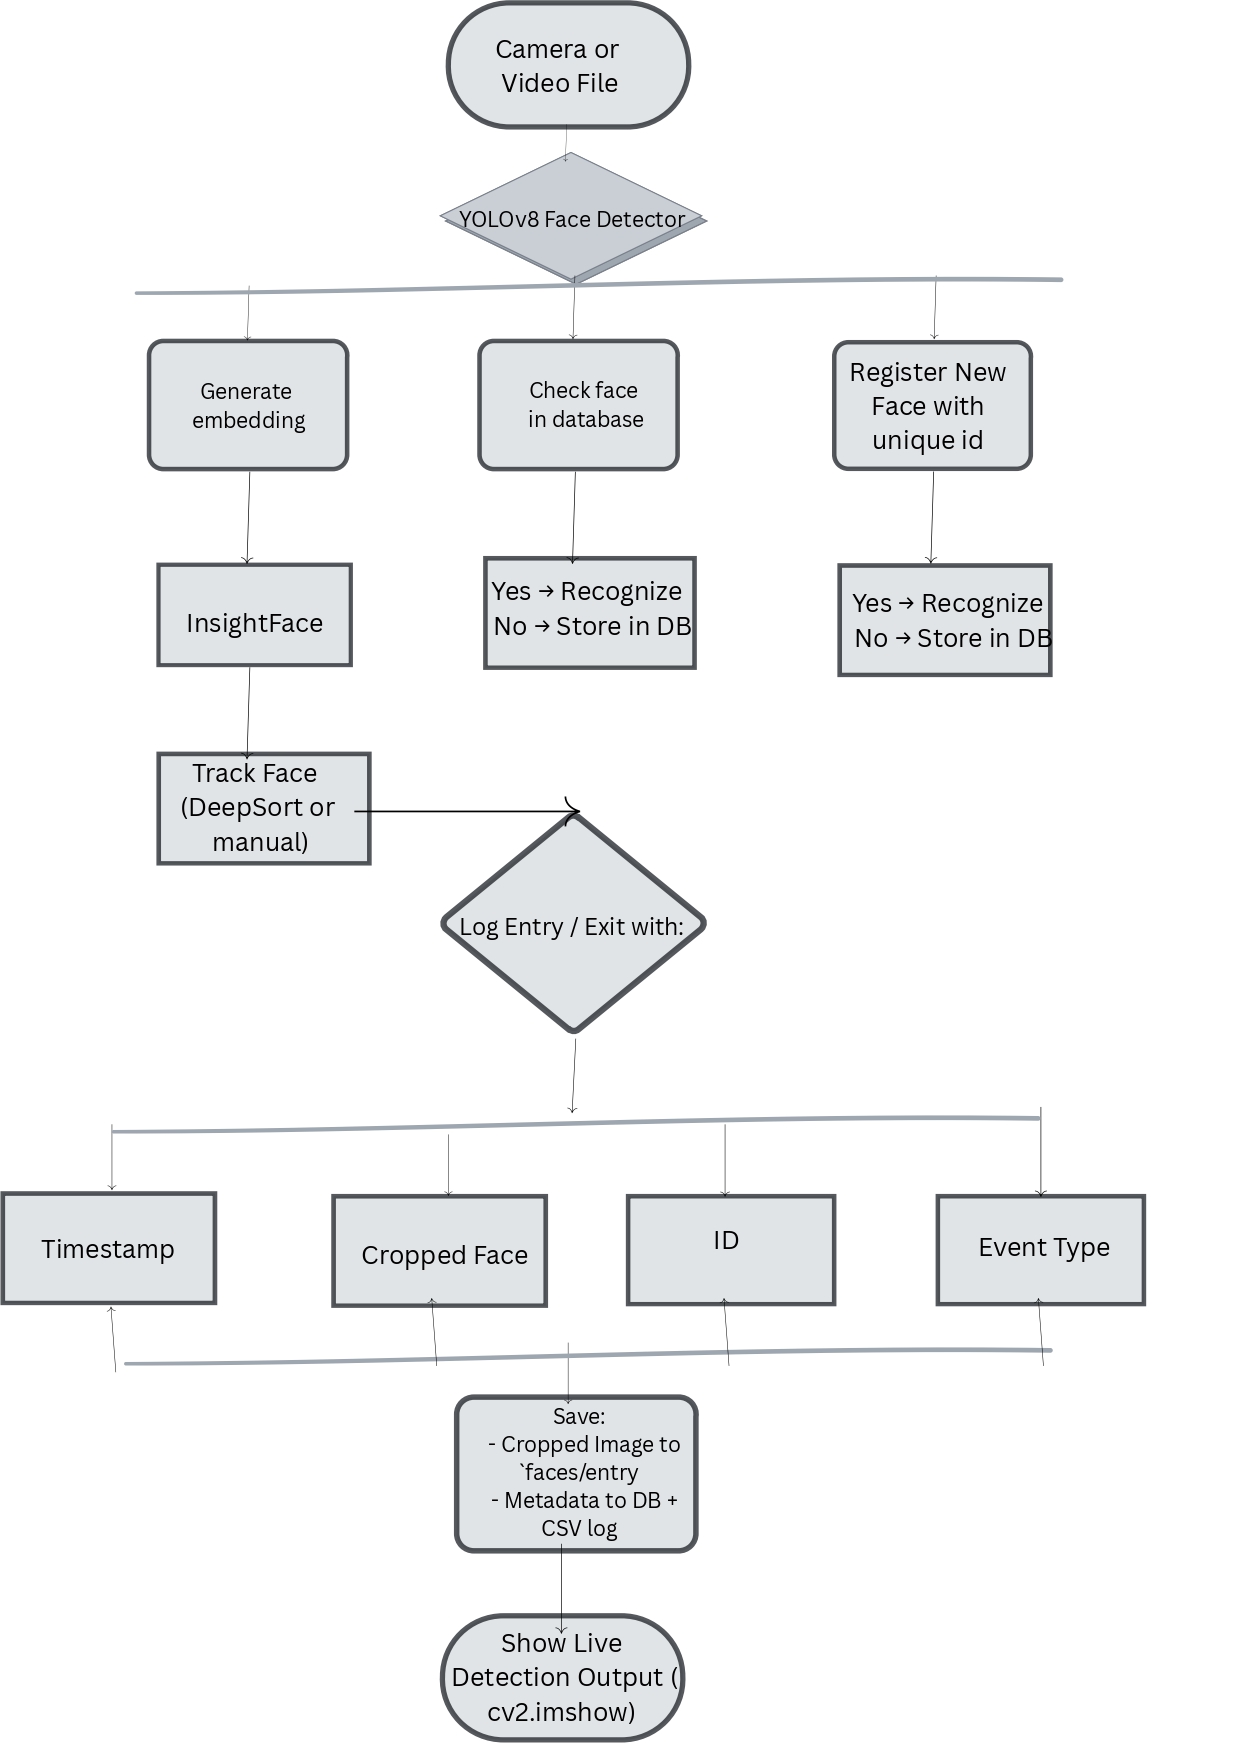 Camera or
Video File
YOLOv8 Face Detector
Generate
embedding
Check face
in database
Register New
Face with
unique id
InsightFace
Yes → Recognize
No → Store in DB
Yes → Recognize
No → Store in DB
Track Face
(DeepSort or
manual)
Log Entry / Exit with:
Timestamp
Cropped Face
ID
Event Type
Save:
- Cropped Image to
`faces/entry
- Metadata to DB +
CSV log
Show Live
Detection Output (
cv2.imshow)